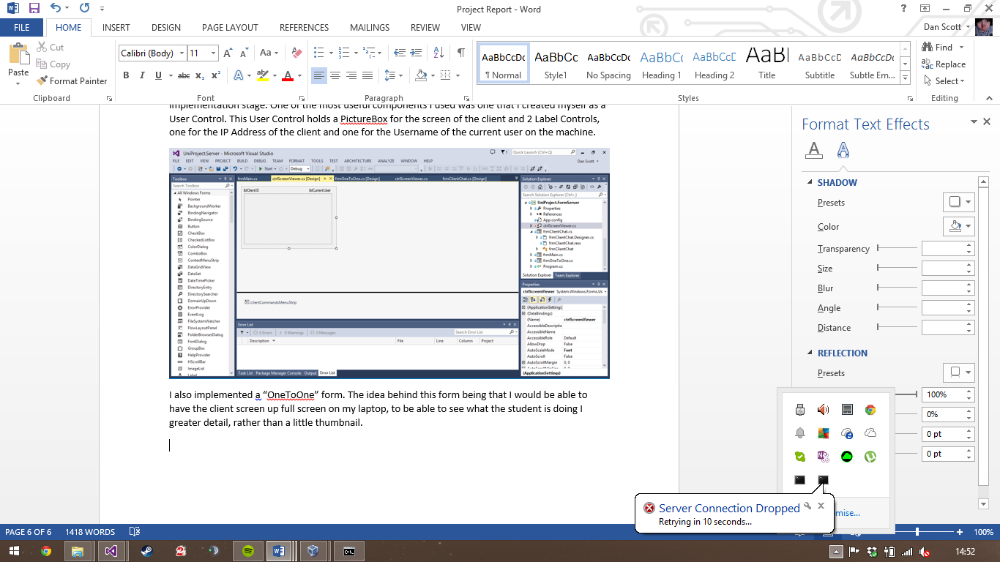 Project Report - Word
FILE HOME INSERT DESIGN PAGE LAYOUT REFERENCES MAILINGS REVIEW VIEW Dan Scott
Paste
Cut
Copy
Format Painter
Clipboard
Calibri (Body) 11
Font
Paragraph
AaBbCcDc AaBbCc AaBbCcDc AaBbCc AaBbCcD AaBl AaBbCcD AaBbCcDc
¶ Normal Style1 No Spacing Heading 1 Heading 2 Title Subtitle Subtle Em...
Styles
Find
Replace
Select
Editing
implementation stage. One of the most useful components I used was one that I created myself as a
User Control. This User Control holds a PictureBox for the screen of the client and 2 Label Controls,
one for the IP Address of the client and one for the Username of the current user on the machine.
UniProject.Server - Microsoft Visual Studio
Quick Launch (Ctrl+Q)
FILE EDIT VIEW PROJECT BUILD DEBUG TEAM FORMAT TOOLS TEST ARCHITECTURE ANALYZE WINDOW HELP
Dan Scott
Start Debug
Toolbox
Search Toolbox
All Windows Forms
Pointer
BackgroundWorker
BindingNavigator
BindingSource
Button
CheckBox
CheckedListBox
ColorDialog
ComboBox
ContextMenuStrip
DataGridView
DataSet
DateTimePicker
DirectoryEntry
DirectorySearcher
DomainUpDown
ErrorProvider
EventLog
FileSystemWatcher
FlowLayoutPanel
FolderBrowserDialog
FontDialog
GroupBox
HelpProvider
HScrollBar
ImageList
Label
frmMain.cs ctrlScreenViewer.cs [Design] frmOneToOne.cs [Design] ctrlScreenViewer.cs frmClientChat.cs [Design]
lblClientID lblCurrentUser
clientCommandsMenuStrip
Error List
0 Errors 0 Warnings 0 Messages
Search Error List
Description File Line Column Project
Task List Package Manager Console Output Error List
Solution Explorer
Search Solution Explorer (Ctrl+;)
UniProject.FormServer
Properties
References
App.config
ctrlScreenViewer.cs
frmClientChat.cs
frmClientChat.Designer.cs
frmClientChat.resx
frmClientChat
frmMain.cs
frmOneToOne.cs
Program.cs
Solution Explorer Team Explorer
Properties
ctrlScreenViewer System.Windows.Forms.Us
(ApplicationSettings)
(DataBindings)
(Name) ctrlScreenViewer
AccessibleDescriptio
AccessibleName
AccessibleRole Default
AllowDrop False
AutoScaleMode Font
AutoScroll False
AutoScrollMargin 0, 0
AutoScrollMinSize 0, 0
(ApplicationSettings)
I also implemented a “OneToOne” form. The idea behind this form being that I would be able to
have the client screen up full screen on my laptop, to be able to see what the student is doing I
greater detail, rather than a little thumbnail.
Format Text Effects
SHADOW
Presets
Color
Transparency
Size
Blur
Angle
Distance
REFLECTION
Presets
100%
0%
0 pt
0 pt
mise...
Server Connection Dropped
Retrying in 10 seconds...
PAGE 6 OF 6 1418 WORDS
100%
14:52